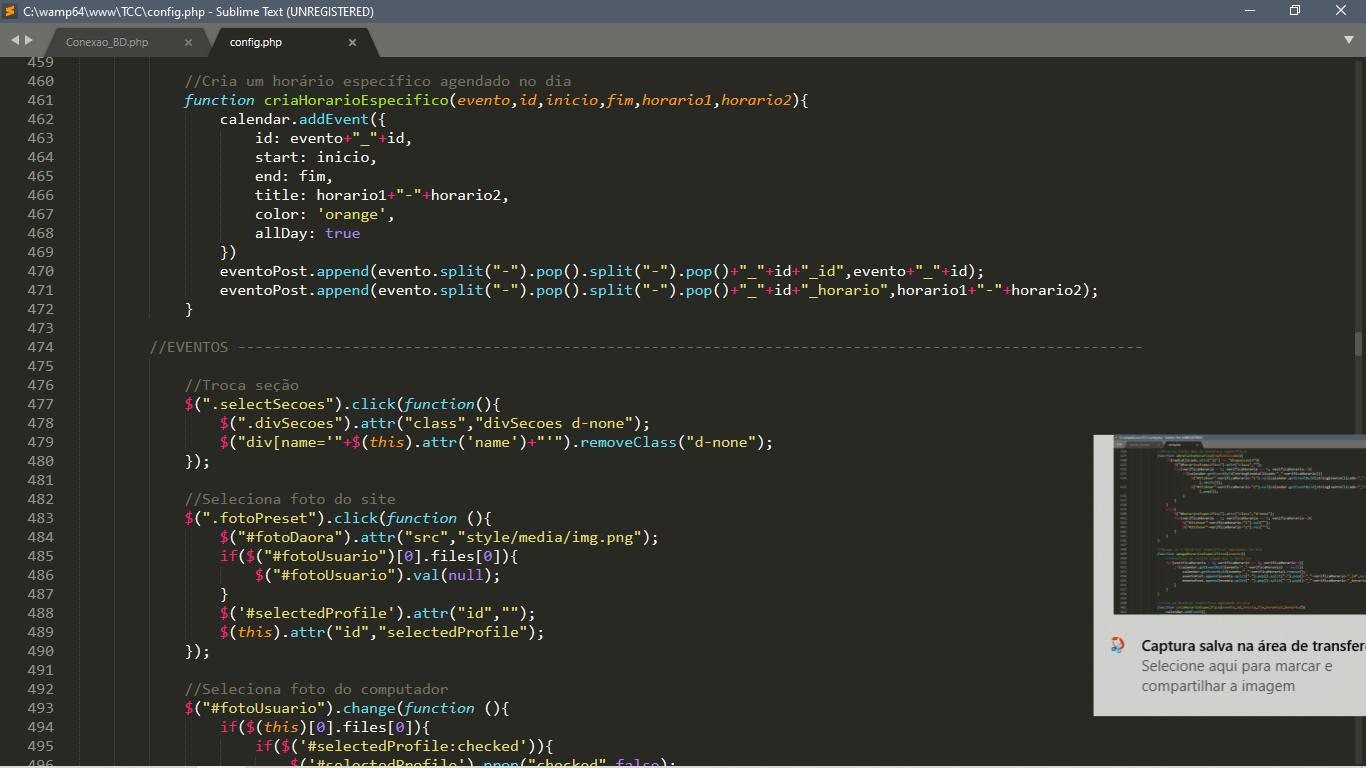 C:\wamp64\www\TCC\config.php - Sublime Text (UNREGISTERED)
Conexao_BD.php
config.php
459
460 //Cria um horário específico agendado no dia
461 function criaHorarioEspecifico(evento,id,inicio,fim,horario1,horario2){
462 calendar.addEvent({
463 id: evento+"_"+id,
464 start: inicio,
465 end: fim,
466 title: horario1+"-"+horario2,
467 color: 'orange',
468 allDay: true
469 })
470 eventoPost.append(evento.split("-").pop().split("-").pop()+"_"+id+"_id",evento+"_"+id);
471 eventoPost.append(evento.split("-").pop().split("-").pop()+"_"+id+"_horario",horario1+"-"+horario2);
472 }
473
474 //EVENTOS -------------------------------------------------------------------------------------------------------
475
476 //Troca seção
477 $(".selectSecoes").click(function(){
478 $(".divSecoes").attr("class","divSecoes d-none");
479 $("div[name='"+$(this).attr('name')+"'").removeClass("d-none");
480 });
481
482 //Seleciona foto do site
483 $(".fotoPreset").click(function (){
484 $("#fotoDaora").attr("src","style/media/img.png");
485 if($("#fotoUsuario")[0].files[0]){
486 $("#fotoUsuario").val(null);
487 }
488 $('#selectedProfile').attr("id","");
489 $(this).attr("id","selectedProfile");
490 });
491
492 //Seleciona foto do computador
493 $("#fotoUsuario").change(function (){
494 if($(this)[0].files[0]){
495 if($('#selectedProfile:checked')){
496 $('#selectedProfile').prop("checked",false);
Captura salva na área de transfer
Selecione aqui para marcar e
compartilhar a imagem